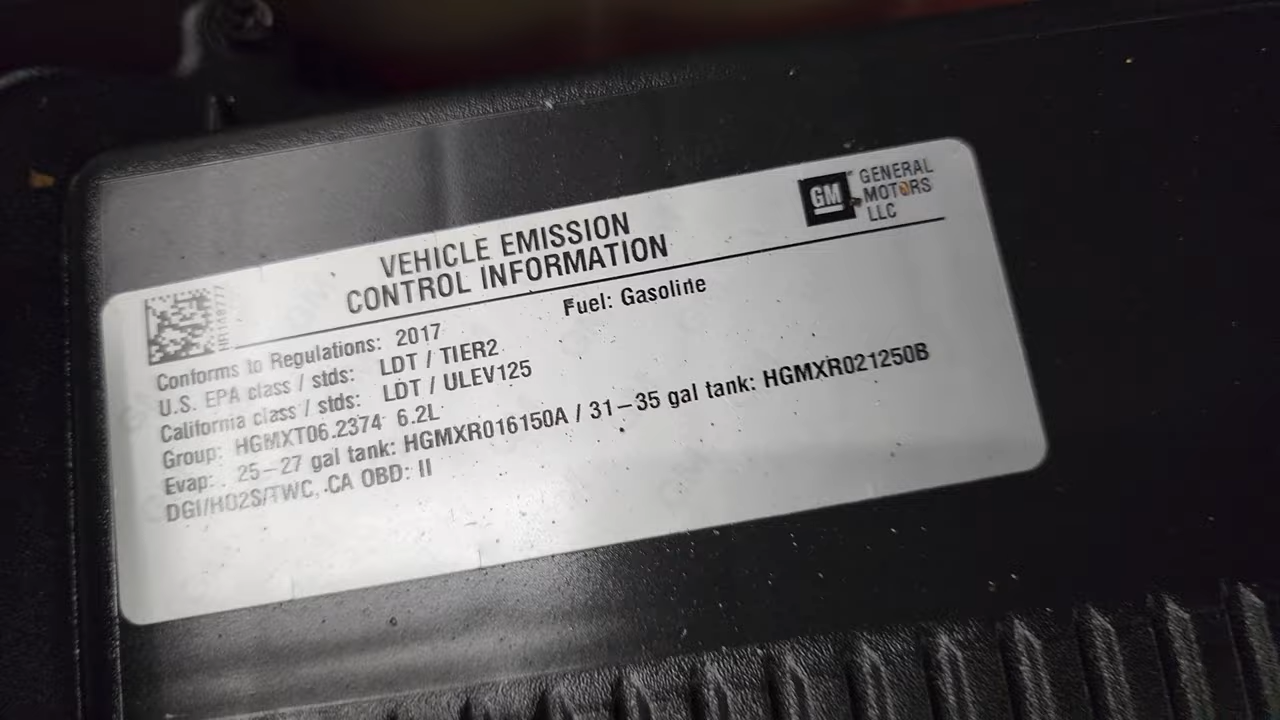 GM GENERAL
MOTORS
LLC
VEHICLE EMISSION
CONTROL INFORMATION
Fuel: Gasoline
Conforms to Regulations: 2017
U.S. EPA class / stds: LDT / TIER2
California class / stds: LDT / ULEV125
Group: HGMXT06.2374 6.2L
Evap: 25-27 gal tank: HGMXR016150A / 31-35 gal tank: HGMXR021250B
DGI/HO2S/TWC, CA OBD: II